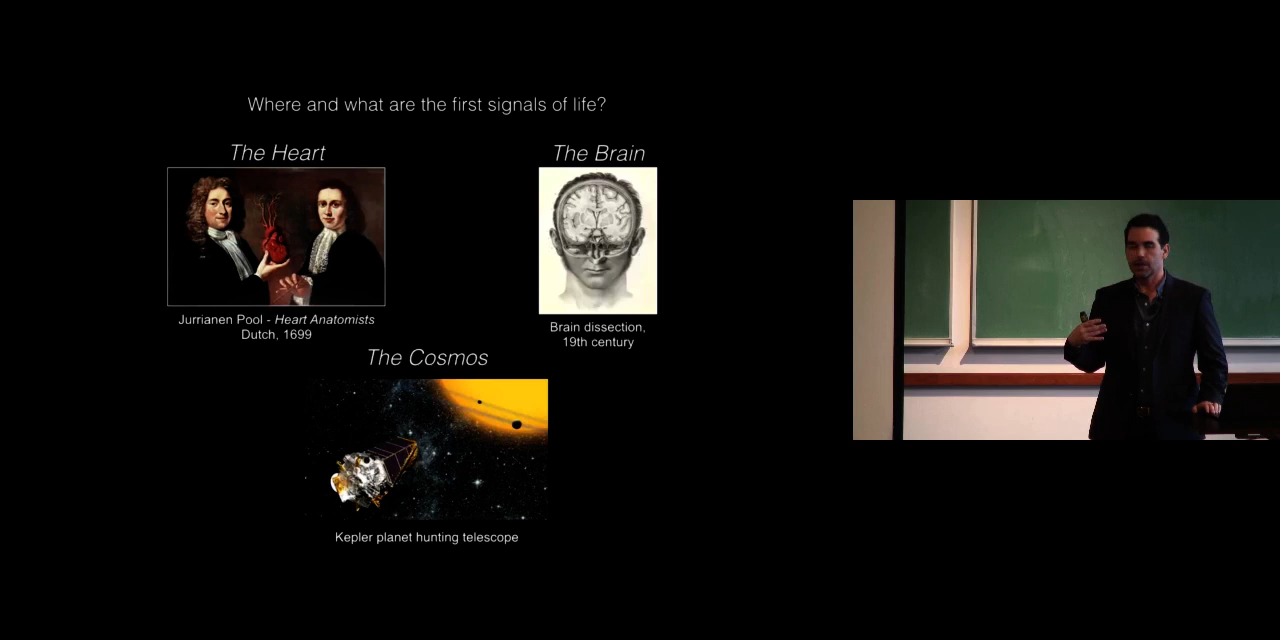 Where and what are the first signals of life?
The Heart
The Brain
Jurrianen Pool - Heart Anatomists
Dutch, 1699
Brain dissection,
19th century
The Cosmos
Kepler planet hunting telescope